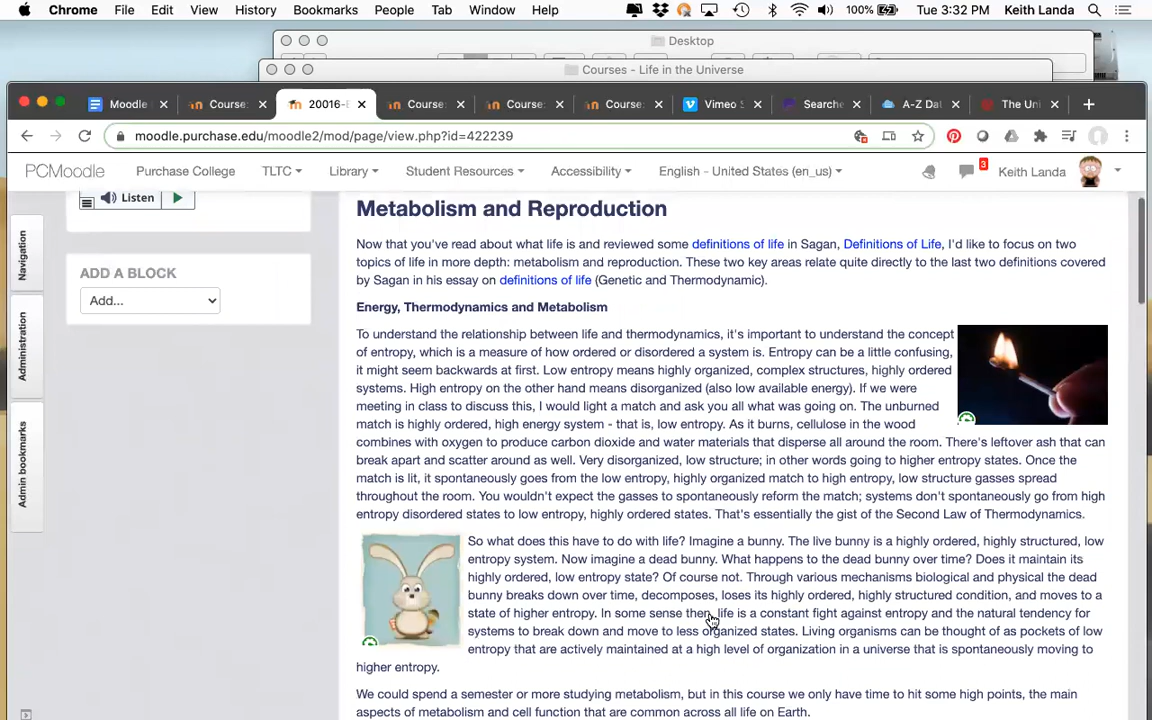 Chrome File Edit View History Bookmarks People Tab Window Help 100% Tue 3:32 PM Keith Landa
Desktop
Courses - Life in the Universe
Moodle Course: 20016-E Course: Course: Course: Vimeo S Searche A-Z Dat The Uni
moodle.purchase.edu/moodle2/mod/page/view.php?id=422239
PCMoodle Purchase College TLTC Library Student Resources Accessibility English - United States (en_us) 3 Keith Landa
Listen
Navigation
ADD A BLOCK
Add...
Administration
Admin bookmarks
Metabolism and Reproduction
Now that you've read about what life is and reviewed some definitions of life in Sagan, Definitions of Life, I'd like to focus on two
topics of life in more depth: metabolism and reproduction. These two key areas relate quite directly to the last two definitions covered
by Sagan in his essay on definitions of life (Genetic and Thermodynamic).
Energy, Thermodynamics and Metabolism
To understand the relationship between life and thermodynamics, it's important to understand the concept
of entropy, which is a measure of how ordered or disordered a system is. Entropy can be a little confusing,
it might seem backwards at first. Low entropy means highly organized, complex structures, highly ordered
systems. High entropy on the other hand means disorganized (also low available energy). If we were
meeting in class to discuss this, I would light a match and ask you all what was going on. The unburned
match is highly ordered, high energy system - that is, low entropy. As it burns, cellulose in the wood
combines with oxygen to produce carbon dioxide and water materials that disperse all around the room. There's leftover ash that can
break apart and scatter around as well. Very disorganized, low structure; in other words going to higher entropy states. Once the
match is lit, it spontaneously goes from the low entropy, highly organized match to high entropy, low structure gasses spread
throughout the room. You wouldn't expect the gasses to spontaneously reform the match; systems don't spontaneously go from high
entropy disordered states to low entropy, highly ordered states. That's essentially the gist of the Second Law of Thermodynamics.
So what does this have to do with life? Imagine a bunny. The live bunny is a highly ordered, highly structured, low
entropy system. Now imagine a dead bunny. What happens to the dead bunny over time? Does it maintain its
highly ordered, low entropy state? Of course not. Through various mechanisms biological and physical the dead
bunny breaks down over time, decomposes, loses its highly ordered, highly structured condition, and moves to a
state of higher entropy. In some sense then, life is a constant fight against entropy and the natural tendency for
systems to break down and move to less organized states. Living organisms can be thought of as pockets of low
entropy that are actively maintained at a high level of organization in a universe that is spontaneously moving to
higher entropy.
We could spend a semester or more studying metabolism, but in this course we only have time to hit some high points, the main
aspects of metabolism and cell function that are common across all life on Earth.